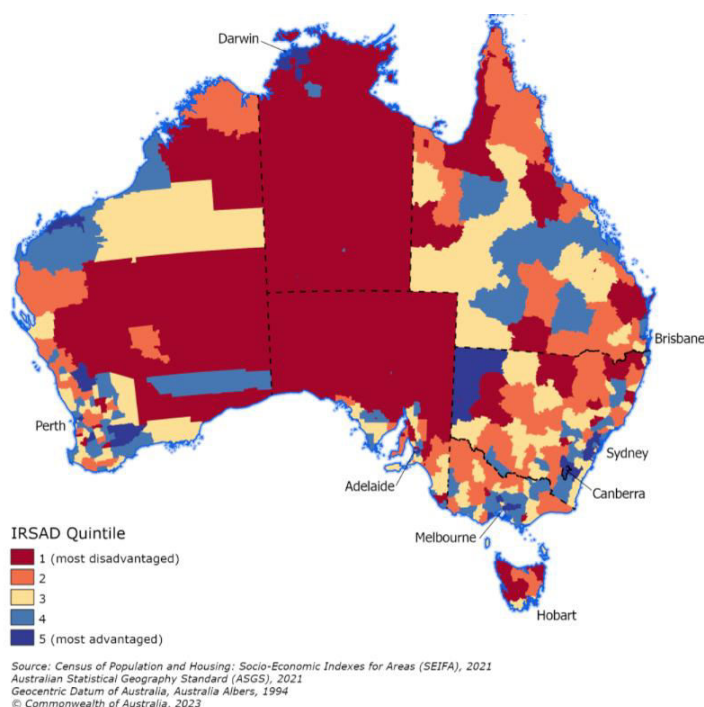 Darwin
Brisbane
Perth
Sydney
Adelaide
Canberra
Melbourne
Hobart
IRSAD Quintile
1 (most disadvantaged)
2
3
4
5 (most advantaged)
Source: Census of Population and Housing: Socio-Economic Indexes for Areas (SEIFA), 2021
Australian Statistical Geography Standard (ASGS), 2021
Geocentric Datum of Australia, Australia Albers, 1994
© Commonwealth of Australia, 2023